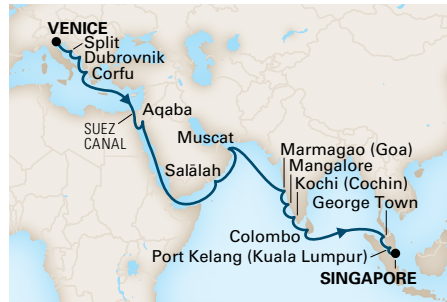 VENICE
Split
Dubrovnik
Corfu
Aqaba
SUEZ
CANAL
Muscat
Salālah
Marmagao (Goa)
Mangalore
Kochi (Cochin)
George Town
Colombo
Port Kelang (Kuala Lumpur)
SINGAPORE